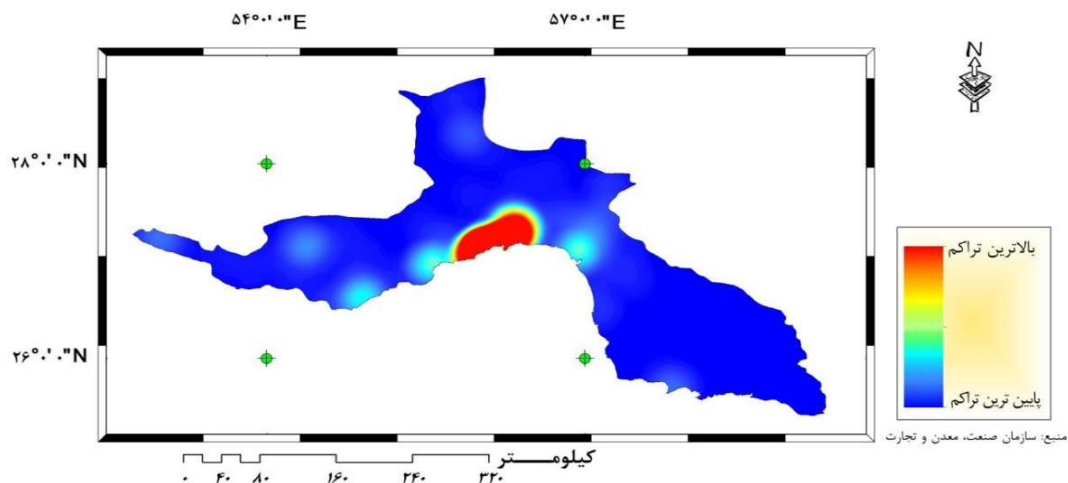 ۵۴°۰'۰"E
۵۷°۰'۰"E
N
۲۸°۰'۰"N
۲۶°۰'۰"N
بالاترین تراکم
پایین ترین تراکم
منبع: سازمان صنعت، معدن و تجارت
کیلومتر
۰ ۴۰ ۸۰ ۱۶۰ ۲۴۰ ۳۲۰